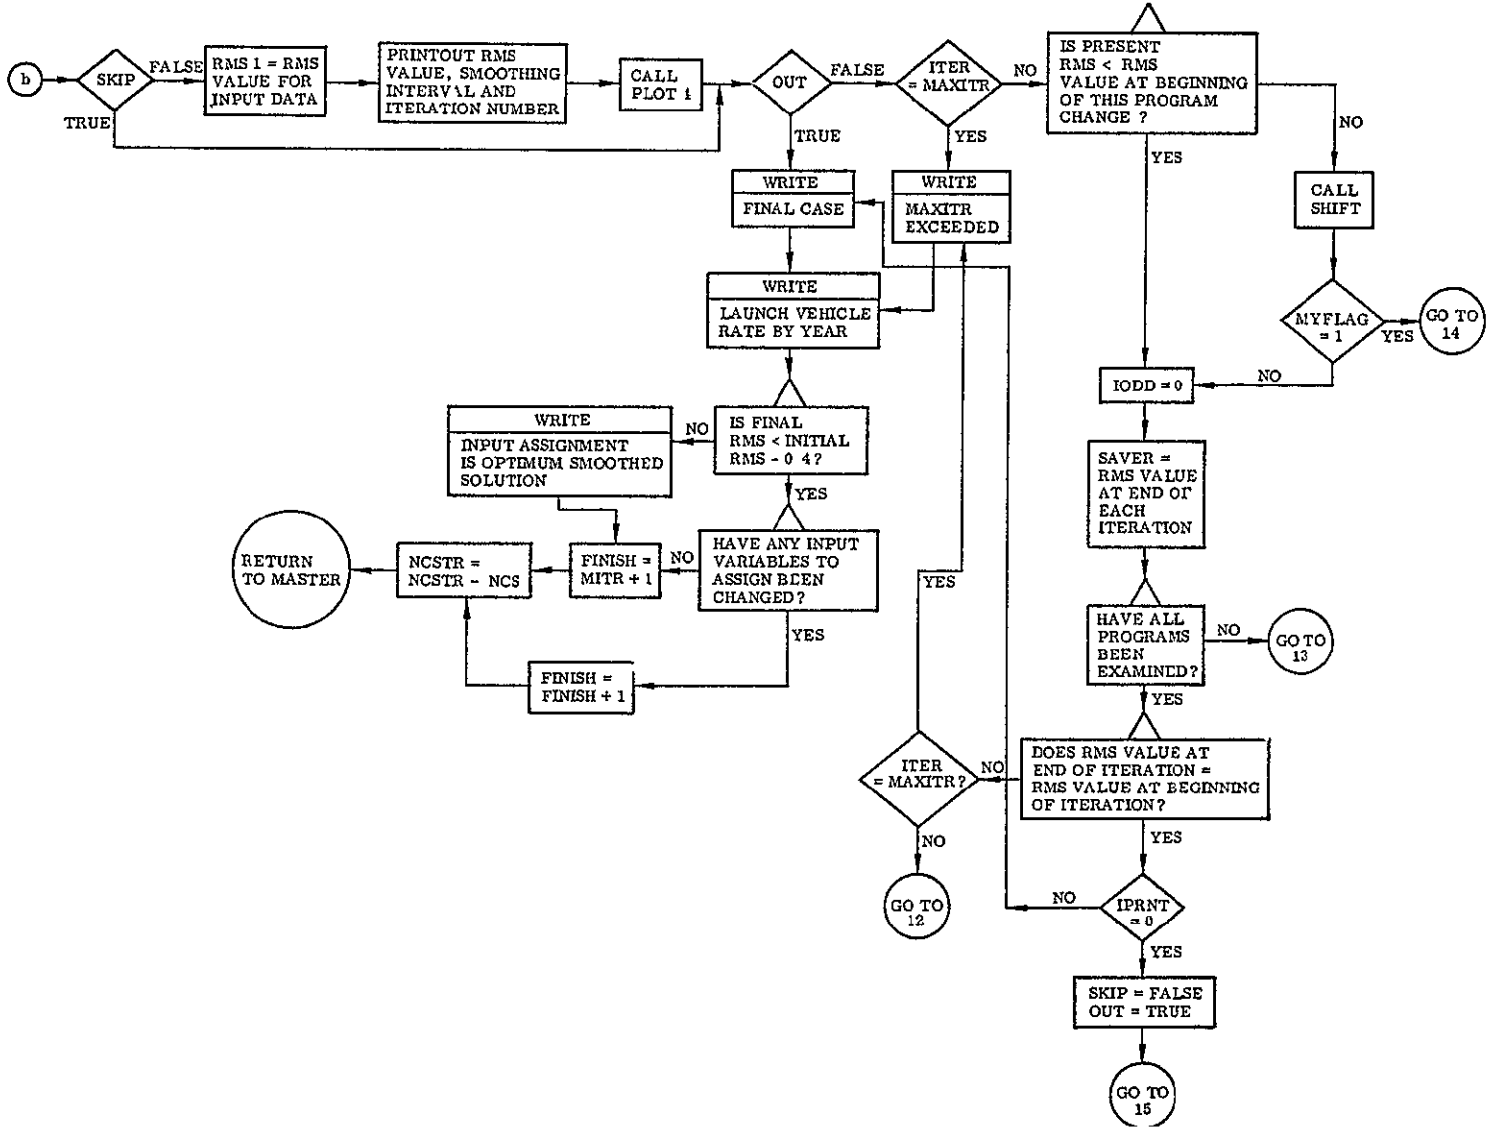 b
SKIP
FALSE
TRUE
RMS 1 = RMS
VALUE FOR
INPUT DATA
PRINTOUT RMS
VALUE, SMOOTHING
INTERVAL AND
ITERATION NUMBER
CALL
PLOT 1
OUT
FALSE
TRUE
ITER
= MAXITR
NO
YES
IS PRESENT
RMS < RMS
VALUE AT BEGINNING
OF THIS PROGRAM
CHANGE ?
NO
YES
WRITE
FINAL CASE
WRITE
MAXITR
EXCEEDED
CALL
SHIFT
WRITE
LAUNCH VEHICLE
RATE BY YEAR
MYFLAG
= 1
YES
GO TO
14
NO
IODD = 0
WRITE
INPUT ASSIGNMENT
IS OPTIMUM SMOOTHED
SOLUTION
NO
IS FINAL
RMS < INITIAL
RMS - 0 4?
YES
SAVER =
RMS VALUE
AT END OF
EACH
ITERATION
RETURN
TO MASTER
NCSTR =
NCSTR - NCS
FINISH =
MITR + 1
NO
HAVE ANY INPUT
VARIABLES TO
ASSIGN BEEN
CHANGED?
YES
YES
HAVE ALL
PROGRAMS
BEEN
EXAMINED?
NO
GO TO
13
YES
FINISH =
FINISH + 1
ITER
= MAXITR?
NO
DOES RMS VALUE AT
END OF ITERATION =
RMS VALUE AT BEGINNING
OF ITERATION?
NO
YES
GO TO
12
NO
IPRNT
= 0
YES
SKIP = FALSE
OUT = TRUE
GO TO
15